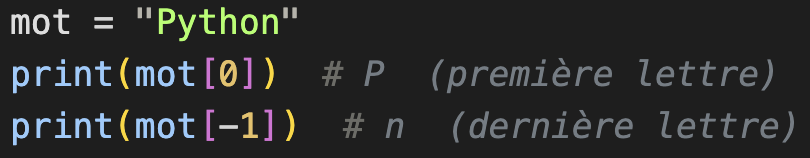 mot = "Python"
print(mot[0])  # P  (première lettre)
print(mot[-1])  # n  (dernière lettre)